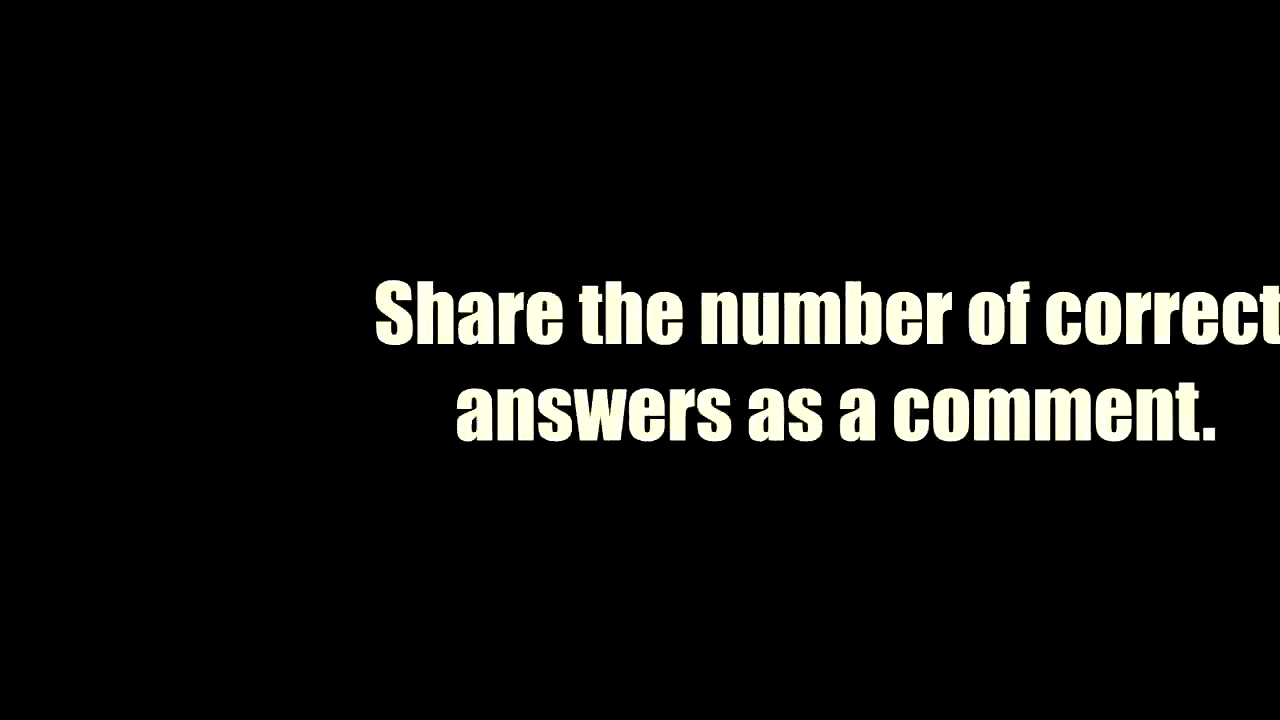 Share the number of correct
answers as a comment.